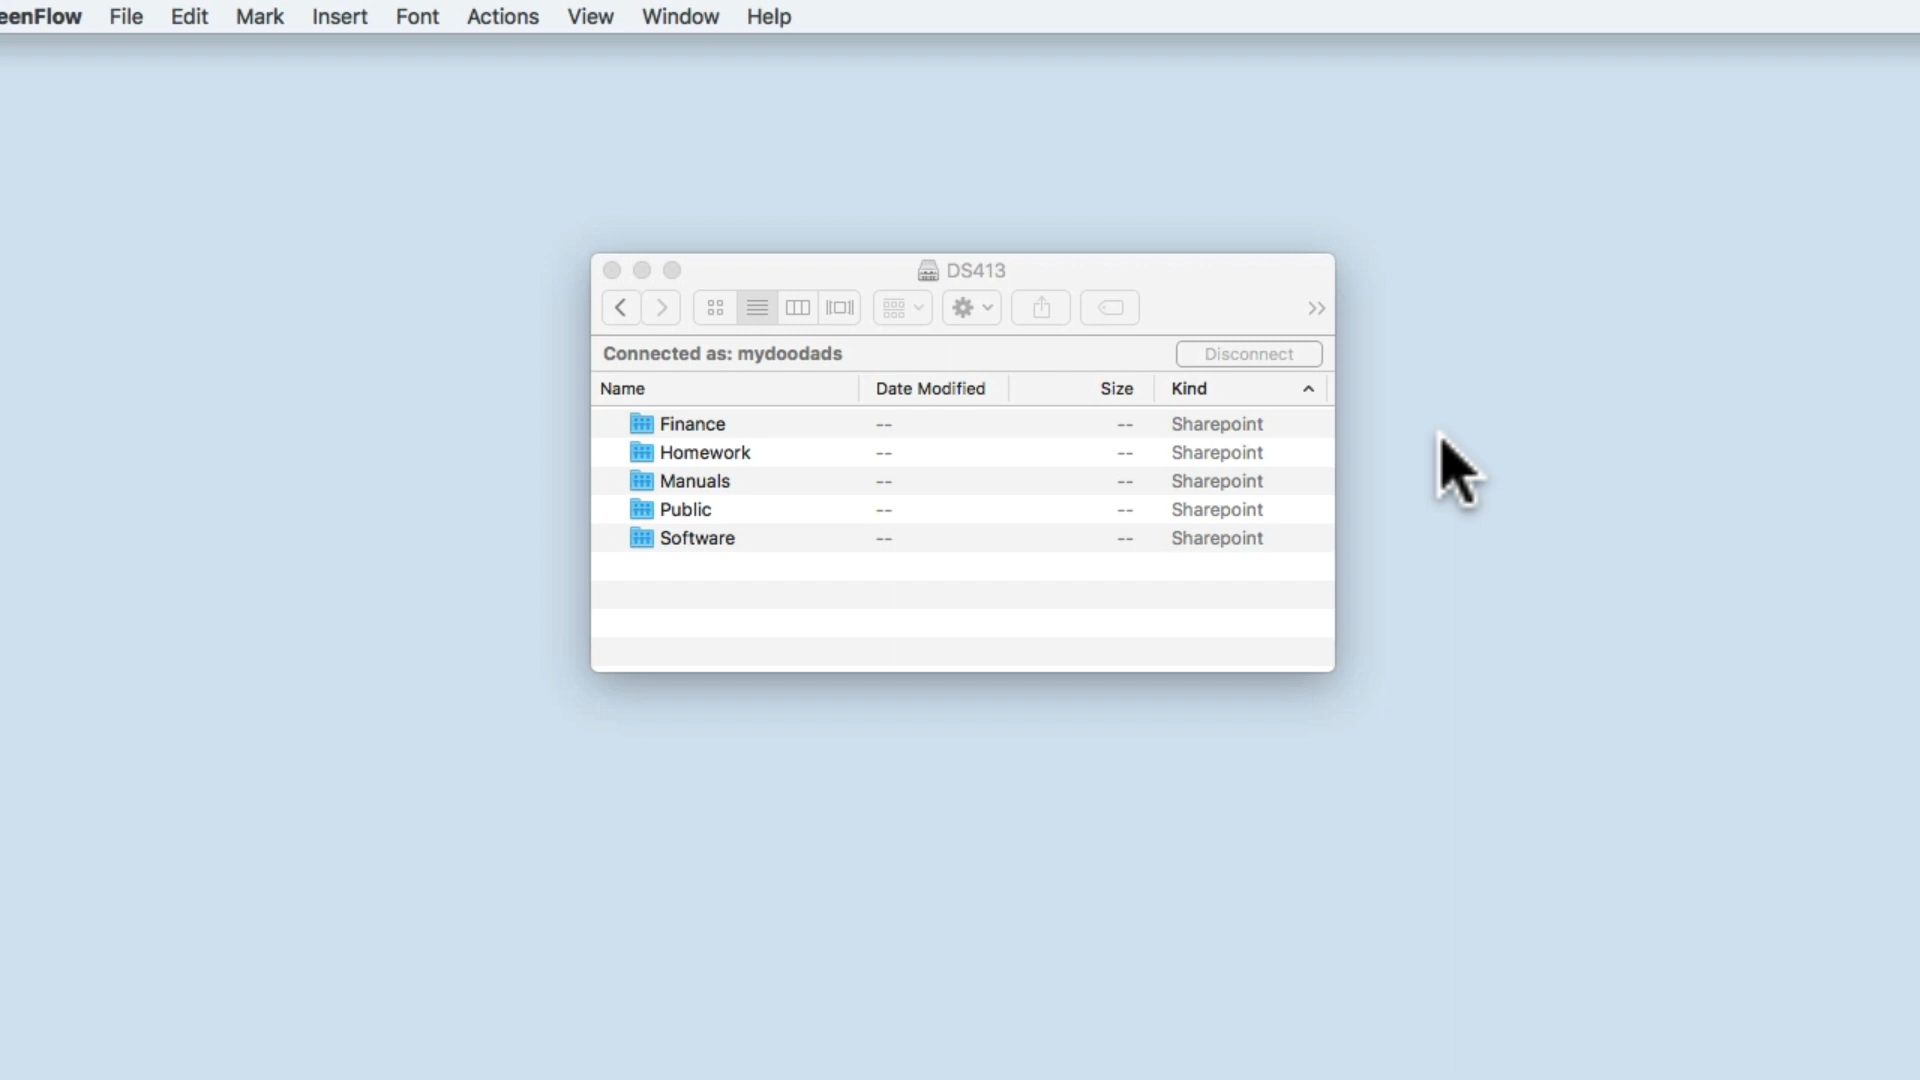 eenFlow File Edit Mark Insert Font Actions View Window Help
DS413
Connected as: mydoodads Disconnect
Name Date Modified Size Kind
Finance -- -- Sharepoint
Homework -- -- Sharepoint
Manuals -- -- Sharepoint
Public -- -- Sharepoint
Software -- -- Sharepoint